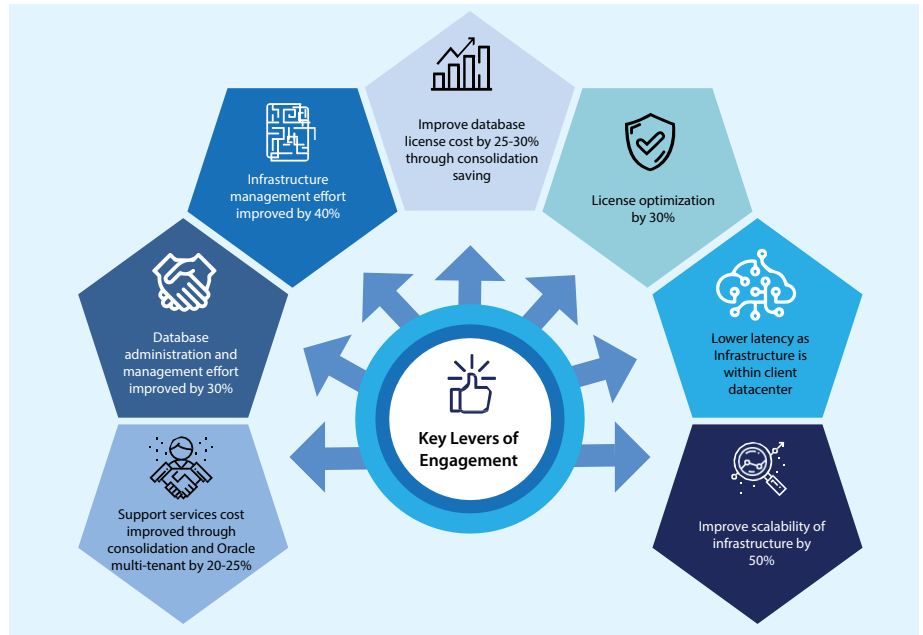 Improve database
license cost by 25-30%
through consolidation
saving
Infrastructure
management effort
improved by 40%
License optimization
by 30%
Database
administration and
management effort
improved by 30%
Lower latency as
Infrastructure is
within client
datacenter
Key Levers of
Engagement
Support services cost
improved through
consolidation and Oracle
multi-tenant by 20-25%
Improve scalability of
infrastructure by
50%